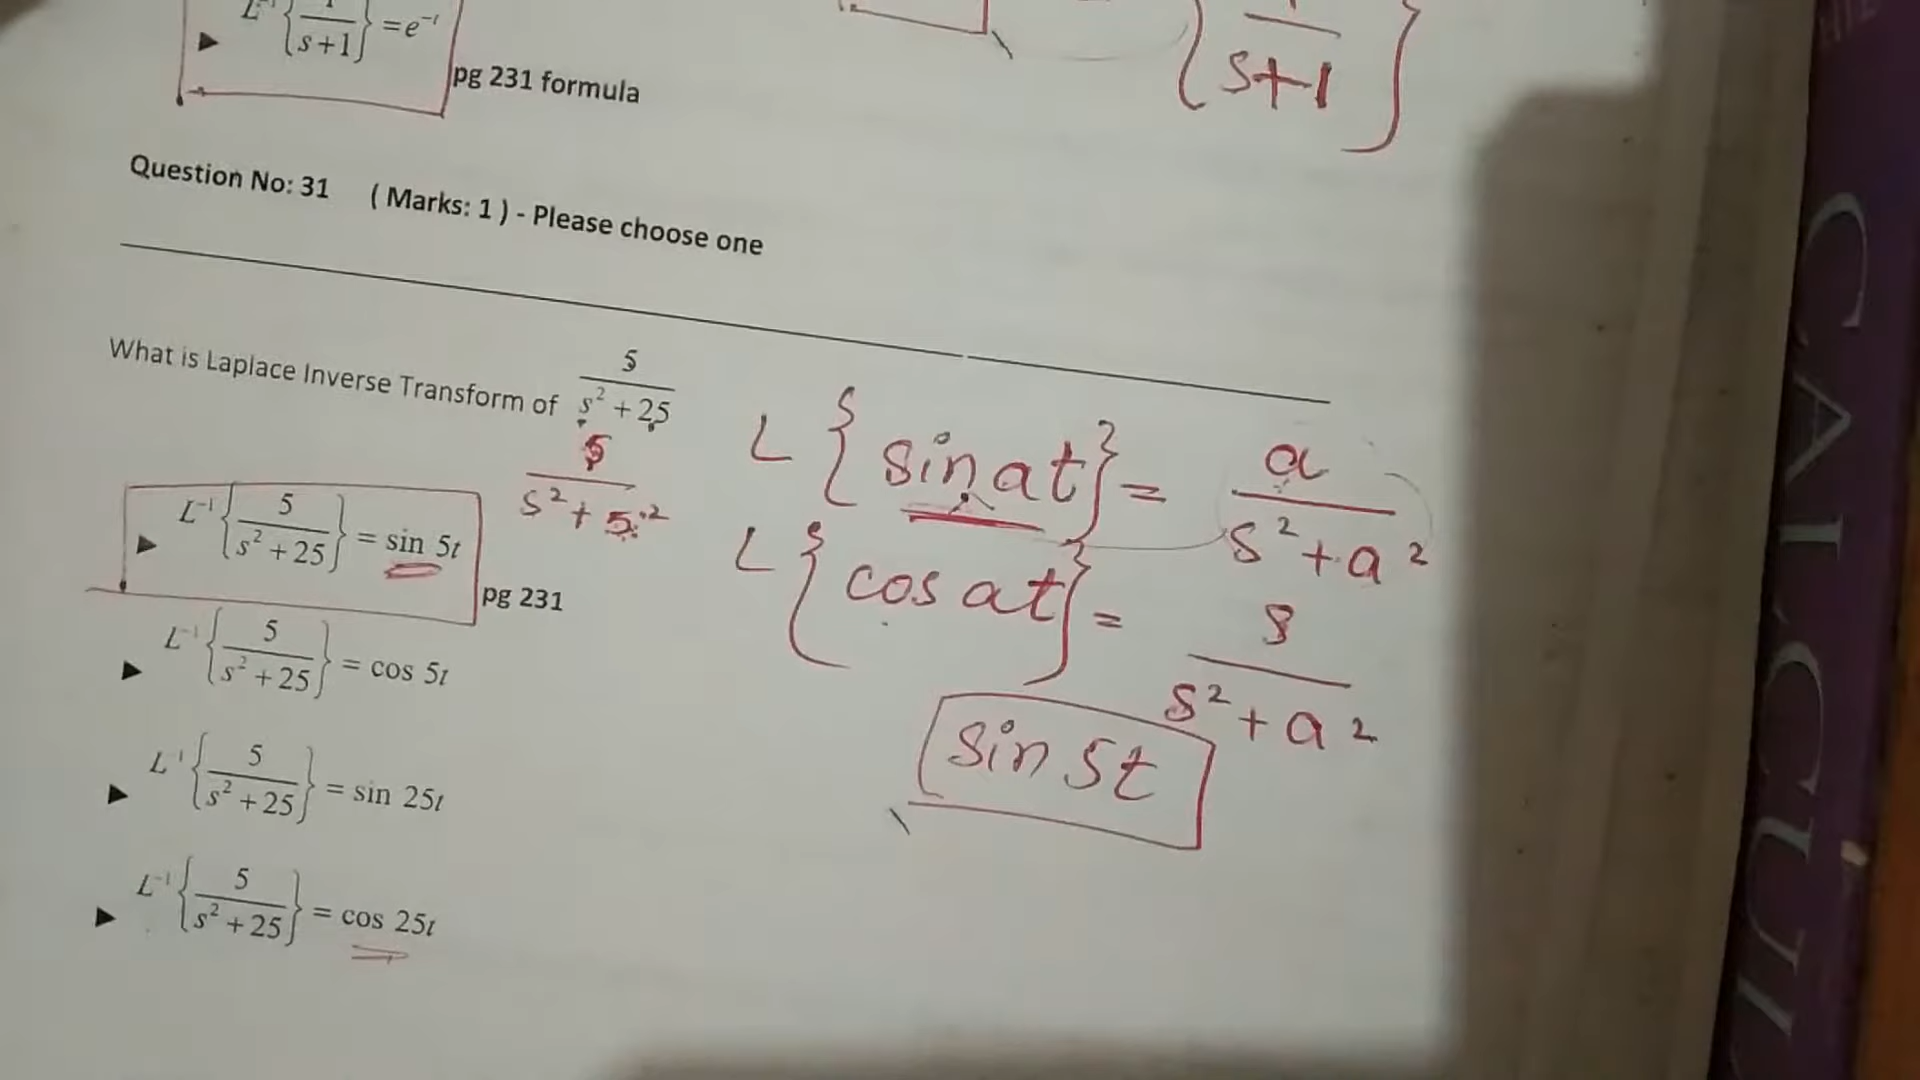 L⁻¹{1/(s+1)} = e⁻ᵗ
pg 231 formula
s+1
Question No: 31 ( Marks: 1 ) - Please choose one
What is Laplace Inverse Transform of 5/(s² + 25)
5/(s² + 5²)
L{sin at} = a/(s² + a²)
L⁻¹{5/(s² + 25)} = sin 5t
pg 231
L{cos at} = s/(s² + a²)
L⁻¹{5/(s² + 25)} = cos 5t
sin 5t
L⁻¹{5/(s² + 25)} = sin 25t
L⁻¹{5/(s² + 25)} = cos 25t